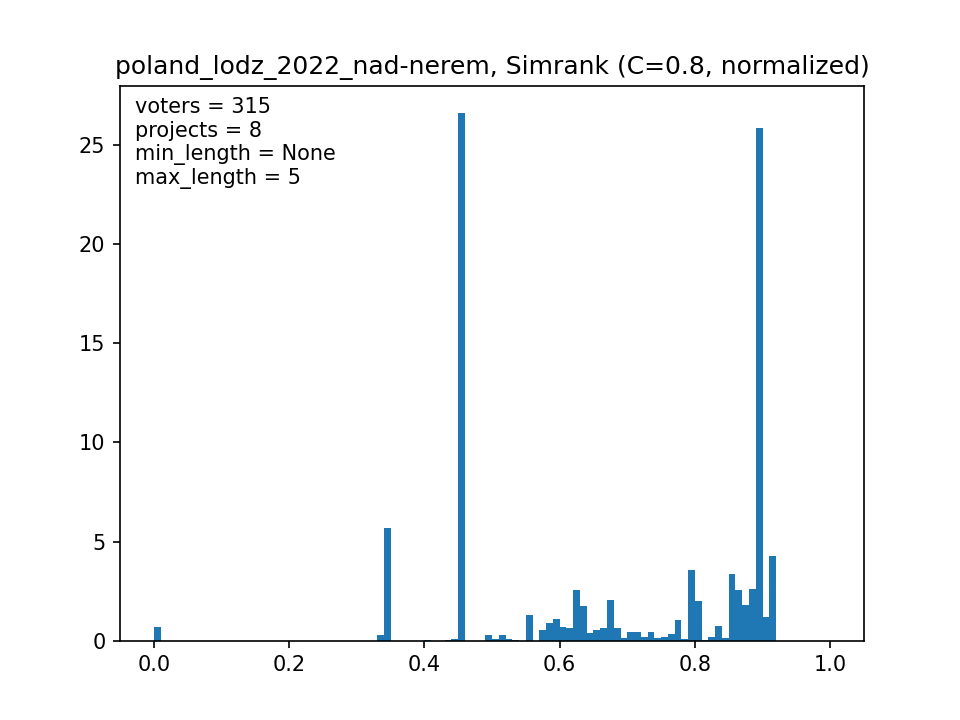 poland_lodz_2022_nad-nerem, Simrank (C=0.8, normalized)
voters = 315
projects = 8
min_length = None
max_length = 5
25
20
15
10
5
0
0.0 0.2 0.4 0.6 0.8 1.0